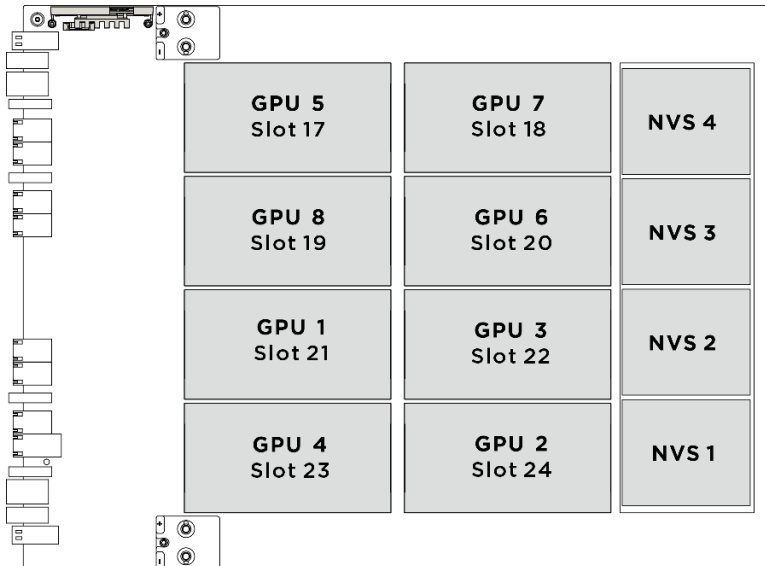 GPU 5
Slot 17
GPU 7
Slot 18
NVS 4
GPU 8
Slot 19
GPU 6
Slot 20
NVS 3
GPU 1
Slot 21
GPU 3
Slot 22
NVS 2
GPU 4
Slot 23
GPU 2
Slot 24
NVS 1